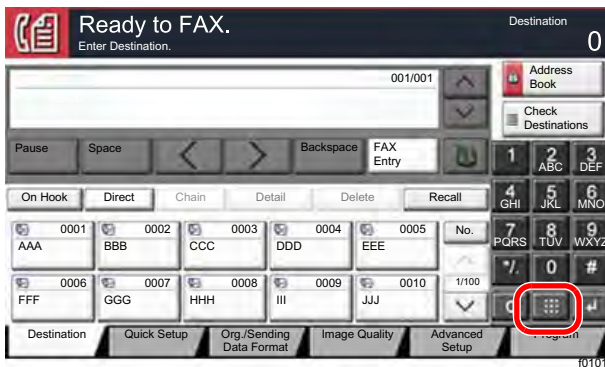 Ready to FAX.
Enter Destination.
Destination
0
001/001
Address
Book
Check
Destinations
Pause
Space
Backspace
FAX
Entry
1
2
ABC
3
DEF
On Hook
Direct
Chain
Detail
Delete
Recall
4
GHI
5
JKL
6
MNO
0001
AAA
0002
BBB
0003
CCC
0004
DDD
0005
EEE
No.
7
PQRS
8
TUV
9
WXYZ
*/.
0
#
0006
FFF
0007
GGG
0008
HHH
0009
III
0010
JJJ
1/100
C
Destination
Quick Setup
Org./Sending
Data Format
Image Quality
Advanced
Setup
Program
f0101